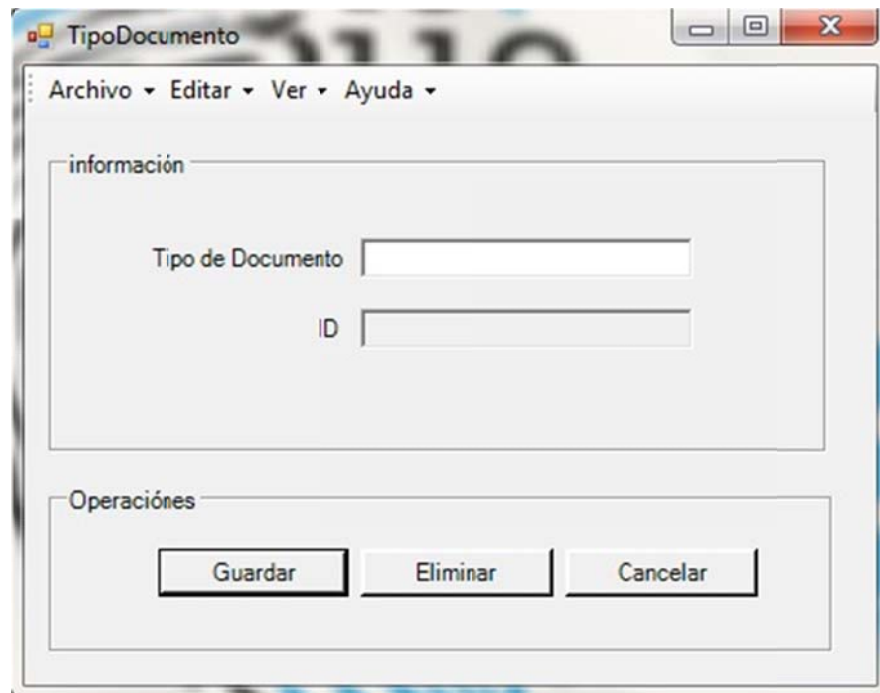 TipoDocumento
Archivo Editar Ver Ayuda
información
Tipo de Documento
ID
Operaciónes
Guardar Eliminar Cancelar